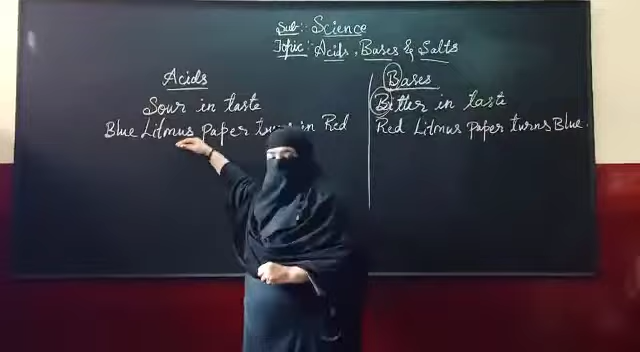 Sub:- Science
Topic:- Acids, Bases & Salts
Acids
Sour in taste
Blue Litmus Paper turns in Red
Bases
Bitter in taste
Red Litmus Paper turns Blue.